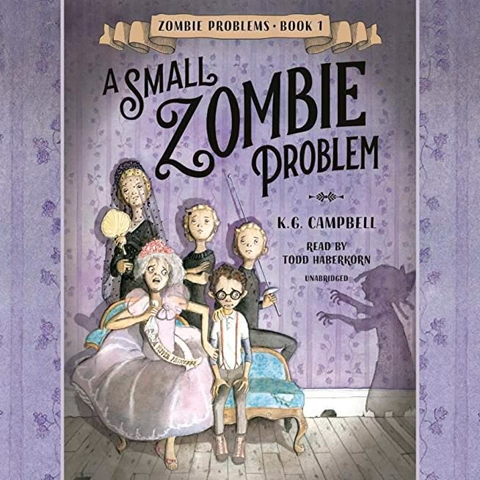 ZOMBIE PROBLEMS • BOOK 1
A SMALL
ZOMBIE
PROBLEM
K.G. CAMPBELL
READ BY
TODD HABERKORN
UNABRIDGED